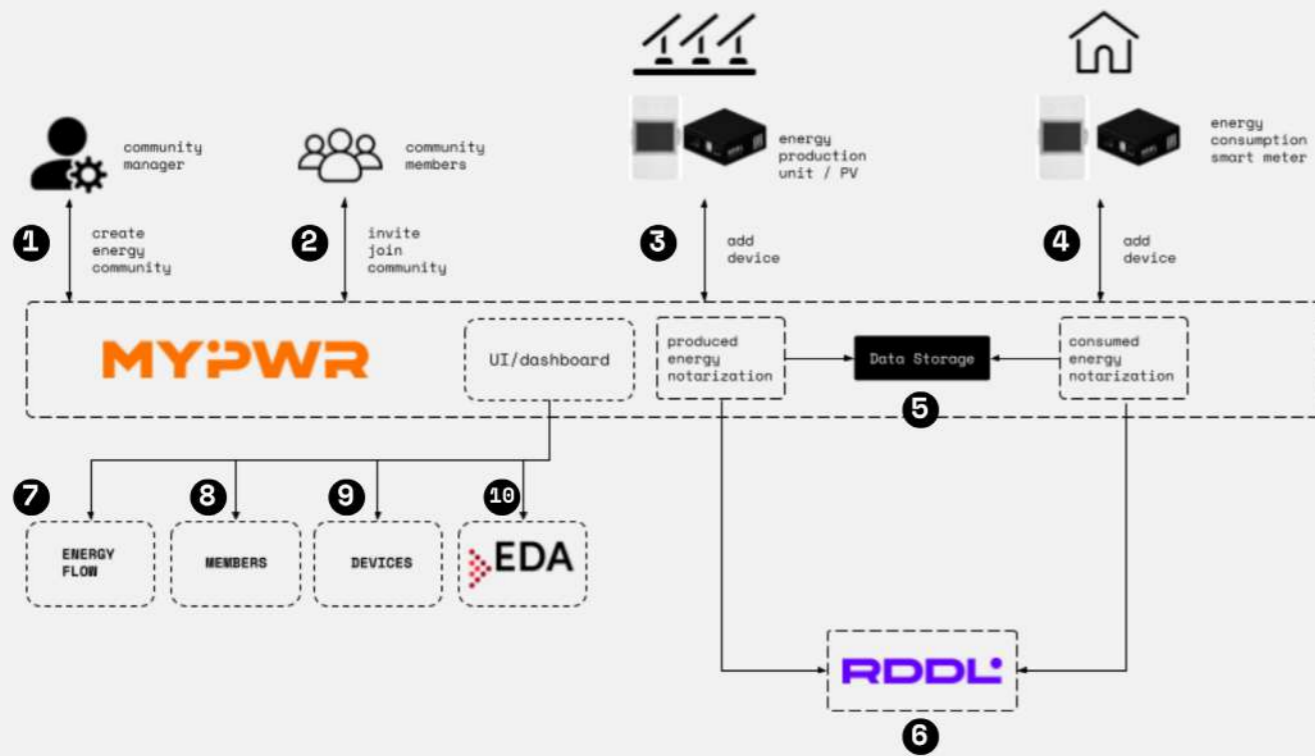 community
manager
community
members
energy
production
unit / PV
energy
consumption
smart meter
1
create
energy
community
2
invite
join
community
3
add
device
4
add
device
MYPWR
UI/dashboard
produced
energy
notarization
Data Storage
consumed
energy
notarization
5
7
8
9
10
ENERGY
FLOW
MEMBERS
DEVICES
EDA
RDDL
6